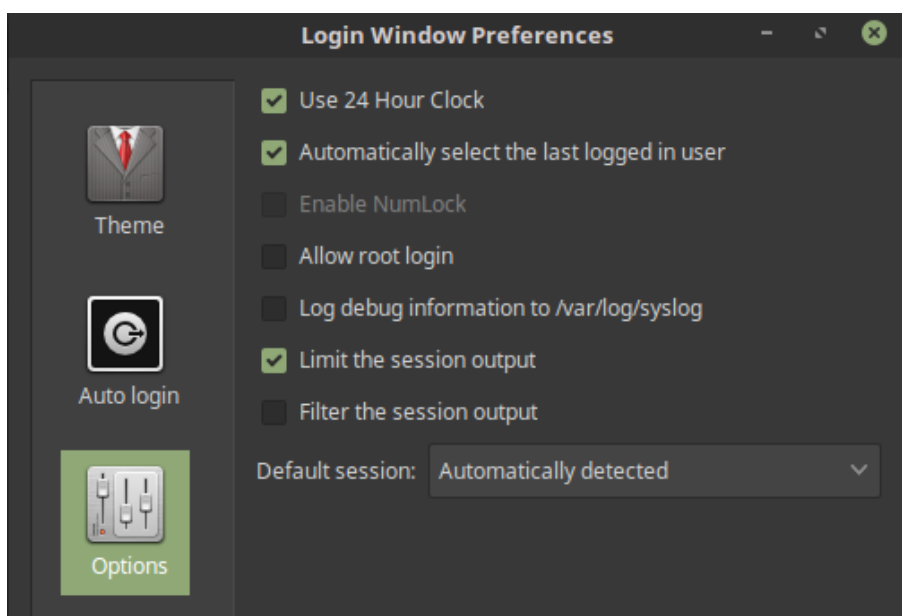 Login Window Preferences
Theme
Auto login
Options
Use 24 Hour Clock
Automatically select the last logged in user
Enable NumLock
Allow root login
Log debug information to /var/log/syslog
Limit the session output
Filter the session output
Default session: Automatically detected